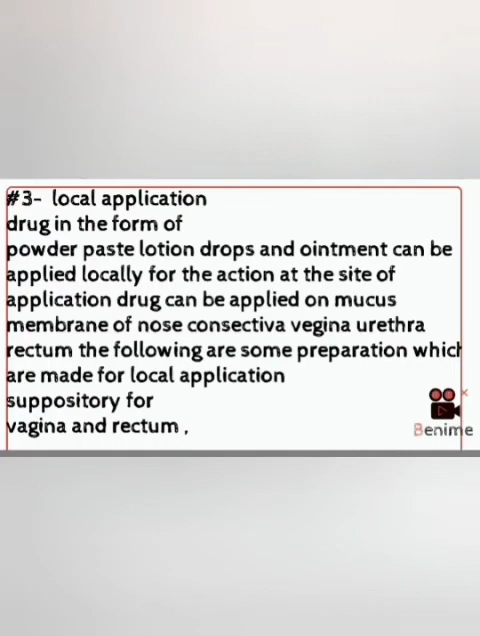 #3- local application
drug in the form of
powder paste lotion drops and ointment can be
applied locally for the action at the site of
application drug can be applied on mucus
membrane of nose consectiva vegina urethra
rectum the following are some preparation which
are made for local application
suppository for
vagina and rectum ,
Benime